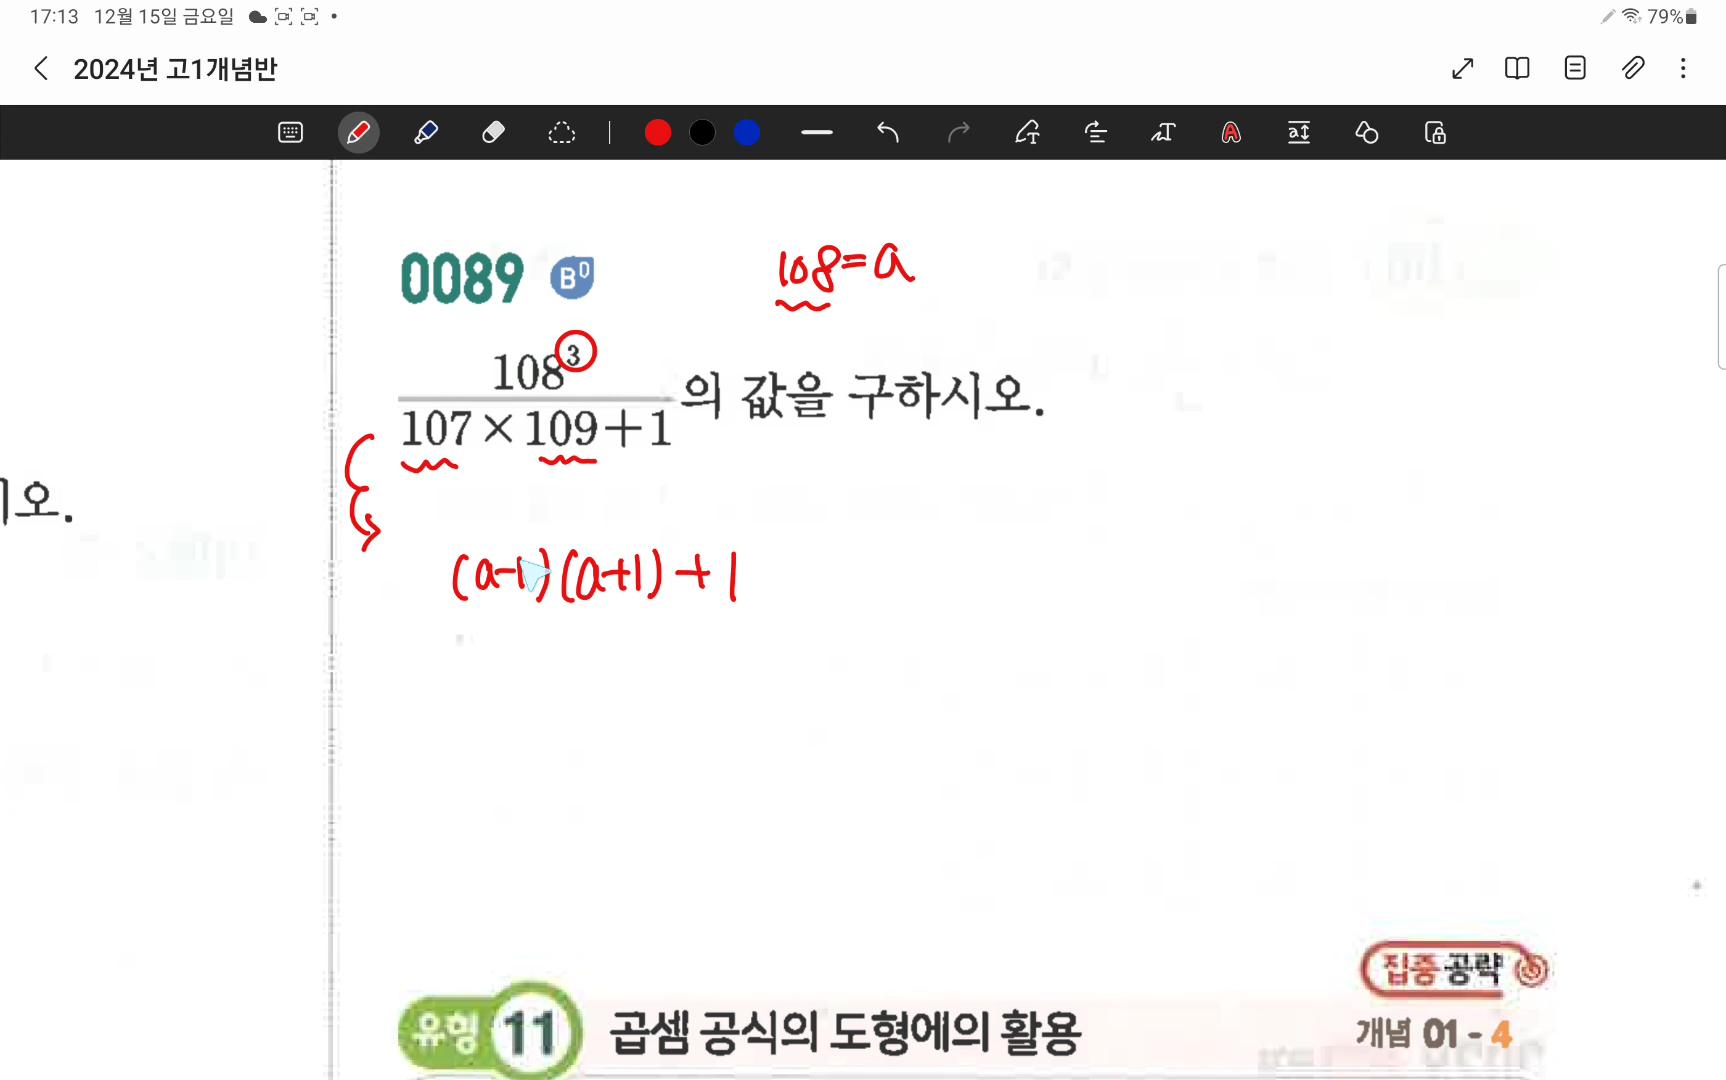 17:13 12월 15일 금요일
79%
2024년 고1개념반
0089 B0
108=a
108³
107×109+1
의 값을 구하시오.
오.
(a-1)(a+1)+1
집중공략
유형 11 곱셈 공식의 도형에의 활용
개념 01-4